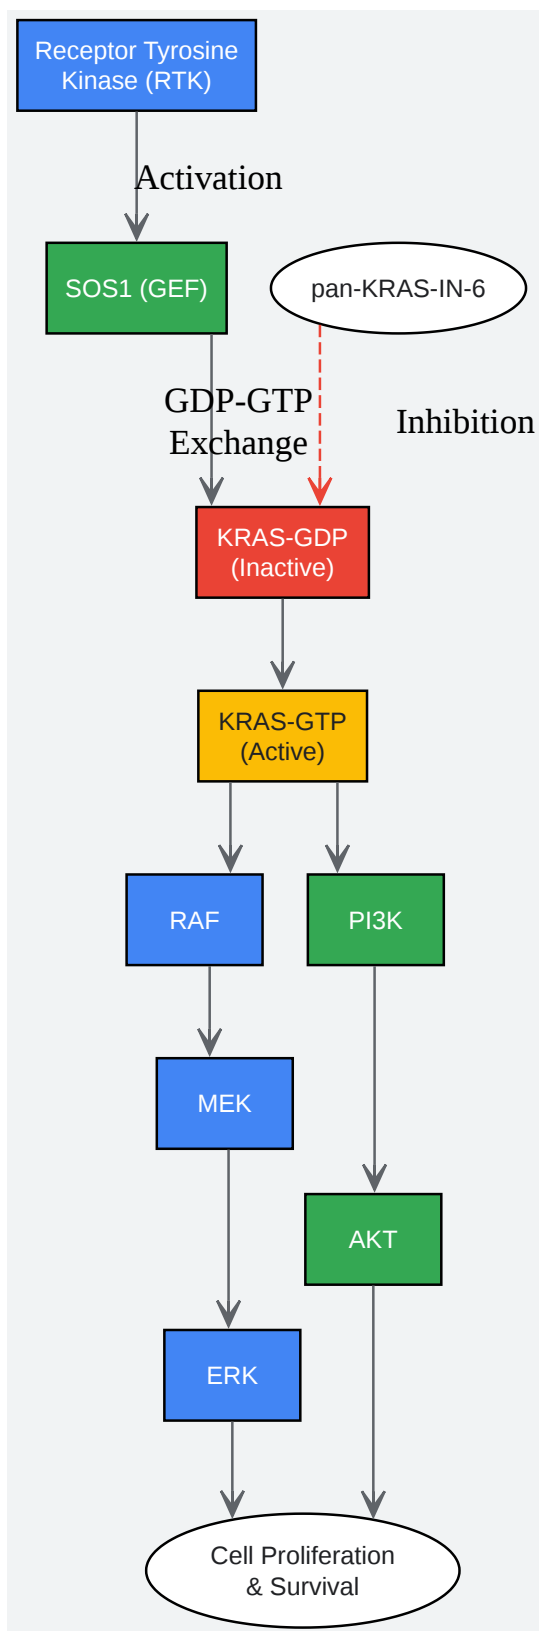 Receptor Tyrosine
Kinase (RTK)
Activation
SOS1 (GEF)
pan-KRAS-IN-6
GDP-GTP
Exchange
Inhibition
KRAS-GDP
(Inactive)
KRAS-GTP
(Active)
RAF
PI3K
MEK
AKT
ERK
Cell Proliferation
& Survival